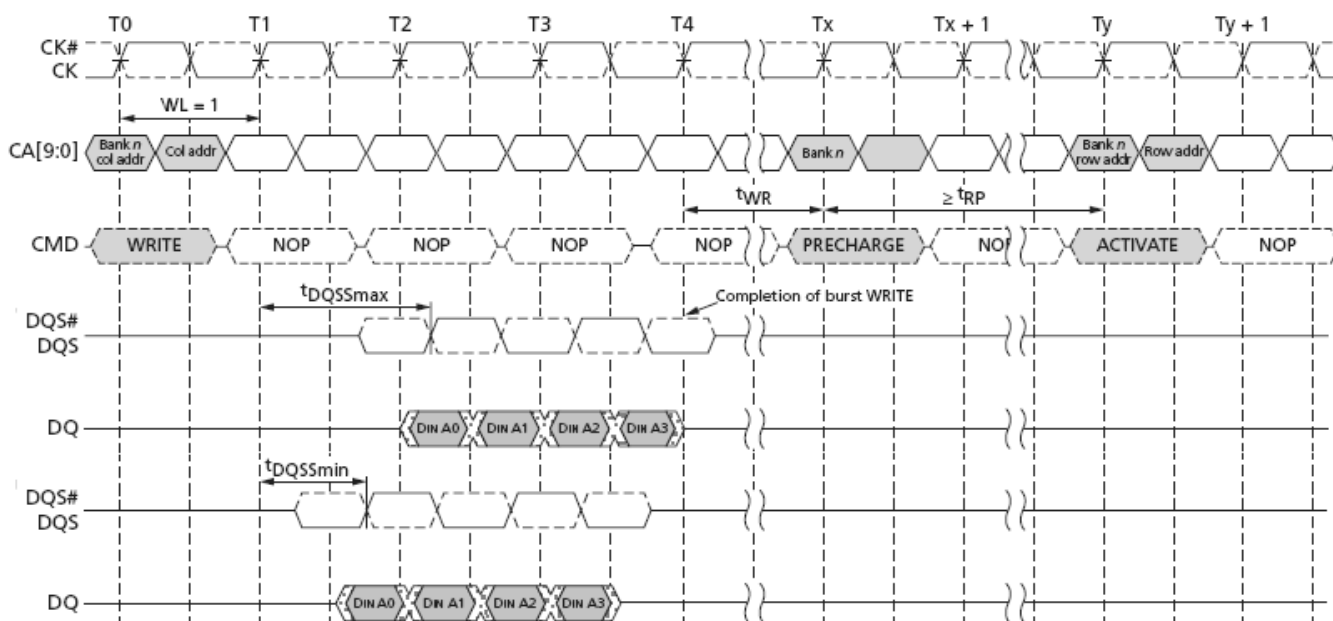 T0 T1 T2 T3 T4 Tx Tx + 1 Ty Ty + 1
CK#
CK
WL = 1
CA[9:0] Bank n col addr Col addr Bank n Bank n row addr Row addr
tWR ≥ tRP
CMD WRITE NOP NOP NOP NOP PRECHARGE NOP ACTIVATE NOP
tDQSSmax Completion of burst WRITE
DQS#
DQS
DQ DIN A0 DIN A1 DIN A2 DIN A3
tDQSSmin
DQS#
DQS
DQ DIN A0 DIN A1 DIN A2 DIN A3